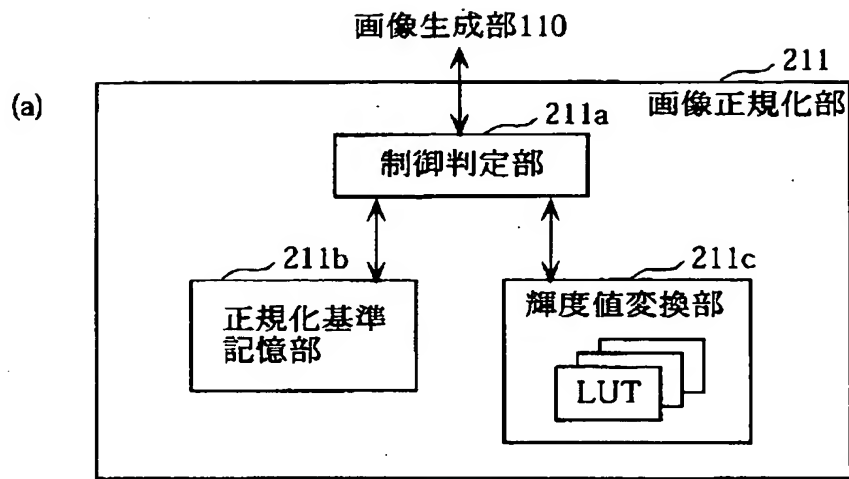 画像生成部110
(a)
211
画像正規化部
211a
制御判定部
211b
正規化基準
記憶部
211c
輝度値変換部
LUT